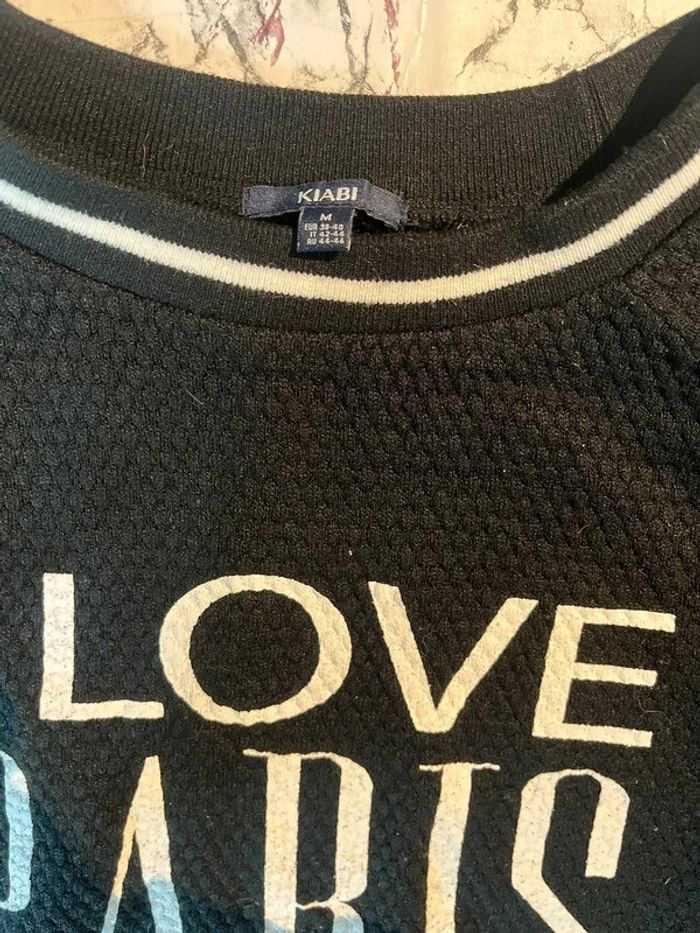 KIABI
M
EUR 38-40
IT 42-44
RU 44-46
LOVE
PARIS